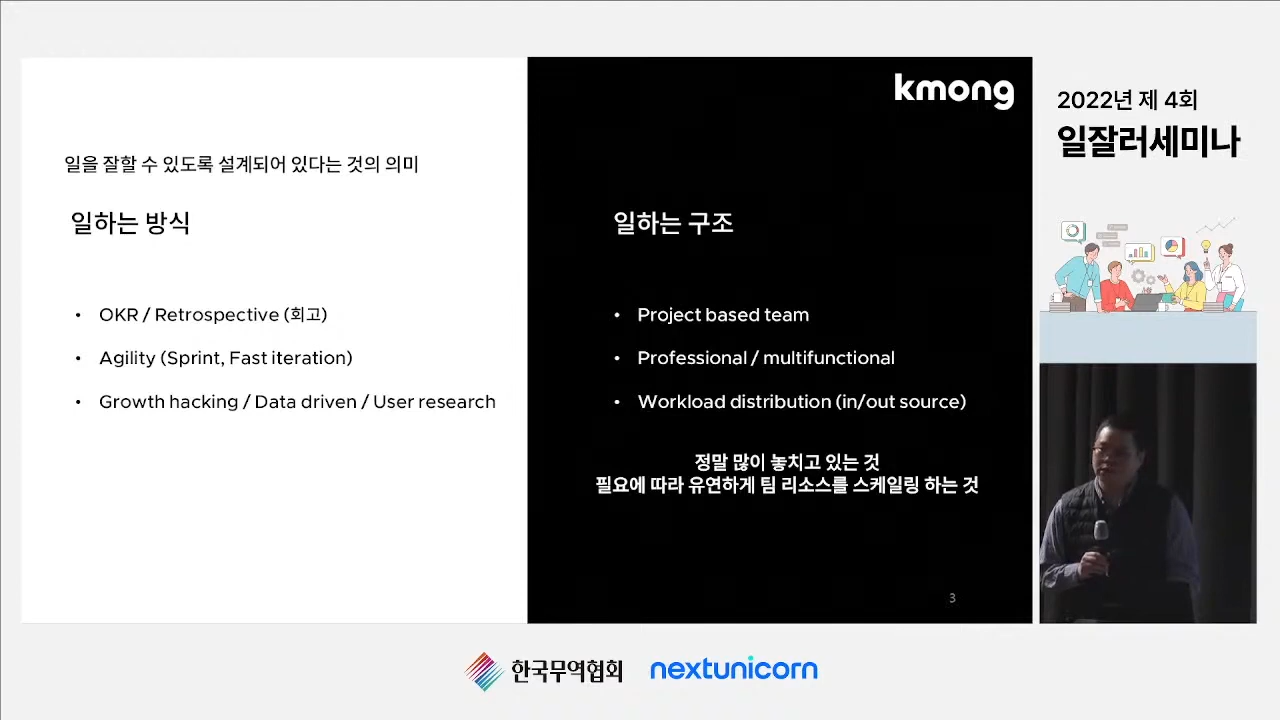 kmong
일을 잘할 수 있도록 설계되어 있다는 것의 의미
일하는 방식
• OKR / Retrospective (회고)
• Agility (Sprint, Fast iteration)
• Growth hacking / Data driven / User research
일하는 구조
• Project based team
• Professional / multifunctional
• Workload distribution (in/out source)
정말 많이 놓치고 있는 것
필요에 따라 유연하게 팀 리소스를 스케일링 하는 것
3
2022년 제 4회
일잘러세미나
한국무역협회
nextunicorn